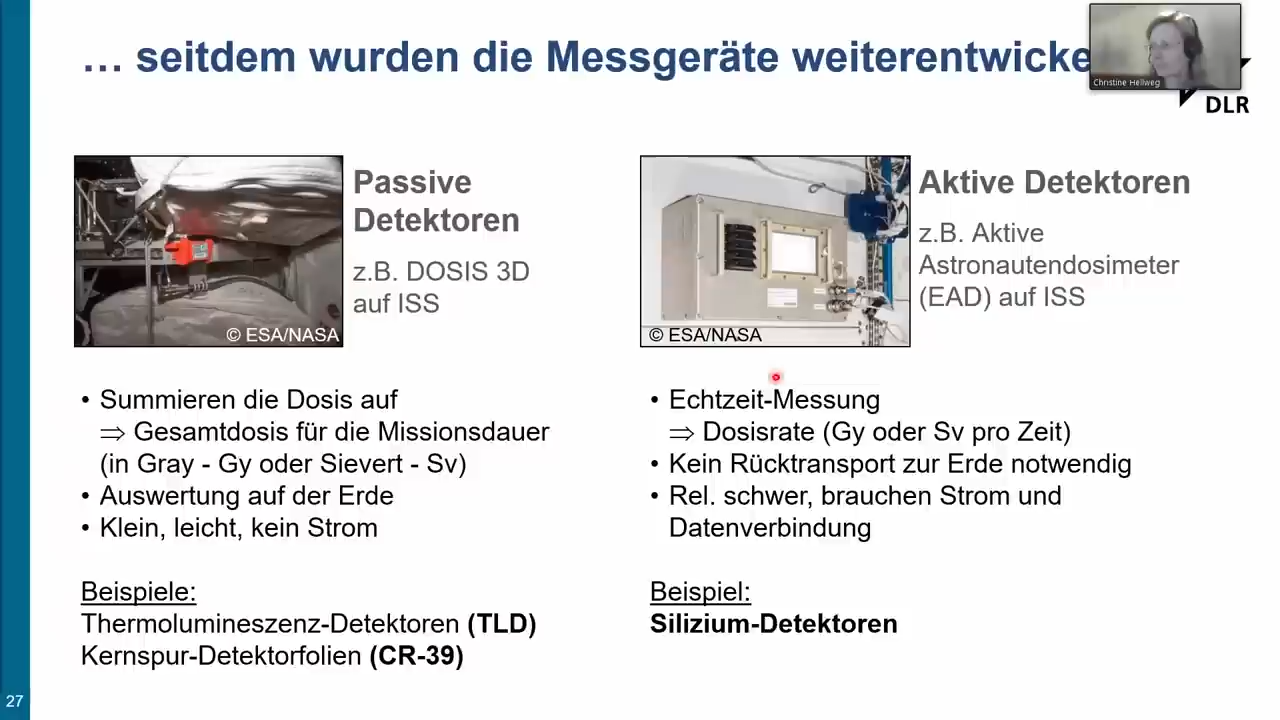 … seitdem wurden die Messgeräte weiterentwicke
Christine Hellweg
DLR
Passive
Detektoren
z.B. DOSIS 3D
auf ISS
© ESA/NASA
Aktive Detektoren
z.B. Aktive
Astronautendosimeter
(EAD) auf ISS
© ESA/NASA
• Summieren die Dosis auf
⇒ Gesamtdosis für die Missionsdauer
(in Gray - Gy oder Sievert - Sv)
• Auswertung auf der Erde
• Klein, leicht, kein Strom
Beispiele:
Thermolumineszenz-Detektoren (TLD)
Kernspur-Detektorfolien (CR-39)
• Echtzeit-Messung
⇒ Dosisrate (Gy oder Sv pro Zeit)
• Kein Rücktransport zur Erde notwendig
• Rel. schwer, brauchen Strom und
Datenverbindung
Beispiel:
Silizium-Detektoren
27